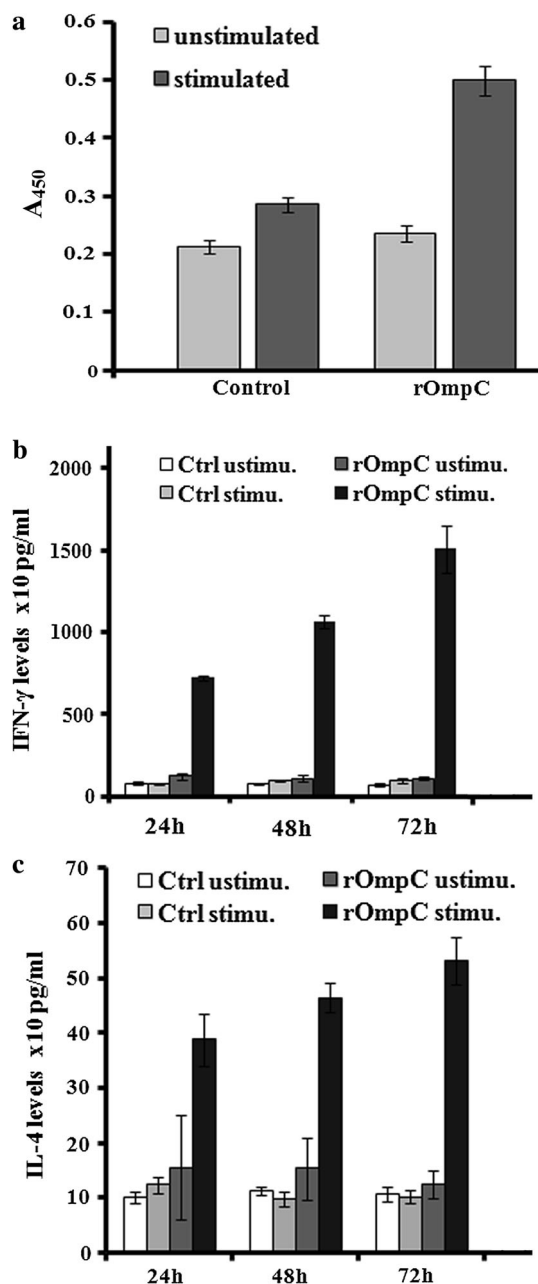 a
unstimulated
stimulated
A450
0.6
0.5
0.4
0.3
0.2
0.1
0
Control rOmpC
b
Ctrl ustimu. rOmpC ustimu.
Ctrl stimu. rOmpC stimu.
IFN-γ levels x10 pg/ml
2000
1500
1000
500
0
24h 48h 72h
c
Ctrl ustimu. rOmpC ustimu.
Ctrl stimu. rOmpC stimu.
IL-4 levels x10 pg/ml
70
60
50
40
30
20
10
0
24h 48h 72h